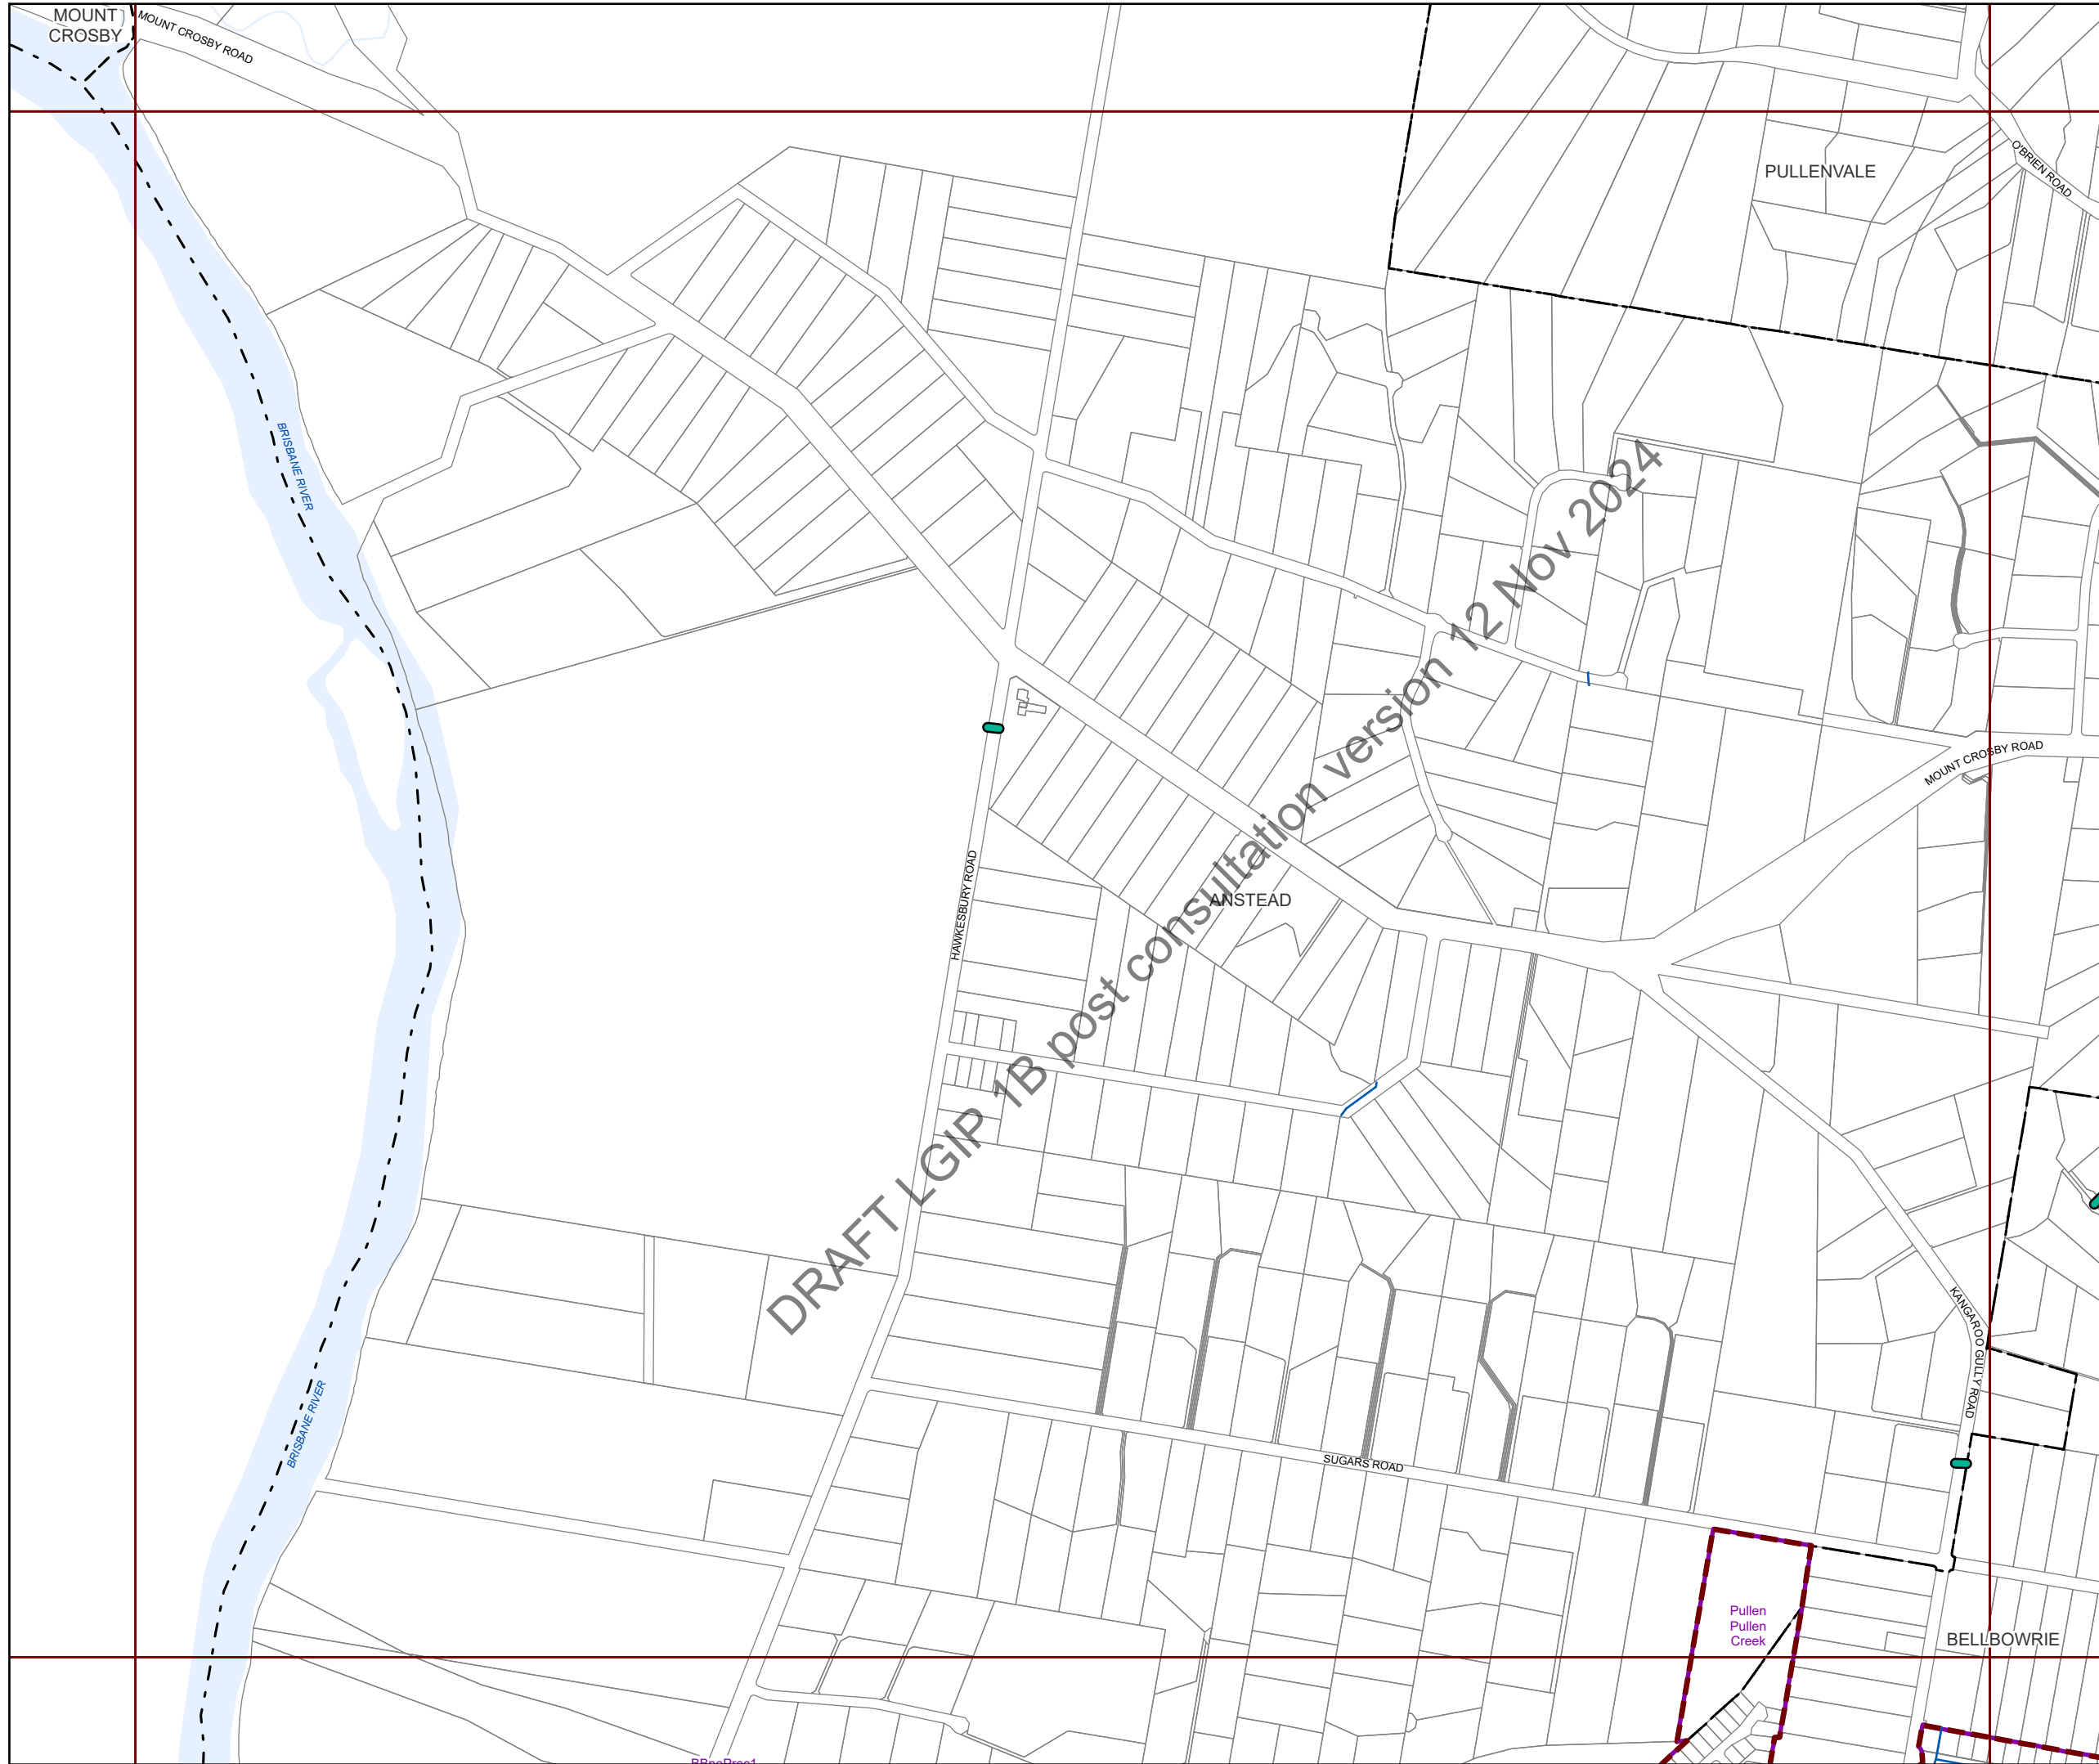 MOUNT
CROSBY
MOUNT CROSBY ROAD
PULLENVALE
O'BRIEN ROAD
BRISBANE RIVER
MOUNT CROSBY ROAD
HAWKESBURY ROAD
ANSTEAD
DRAFT LGIP 1B post consultation version 12 Nov 2024
KANGAROO GULLY ROAD
BRISBANE RIVER
SUGARS ROAD
Pullen
Pullen
Creek
BELLBOWRIE